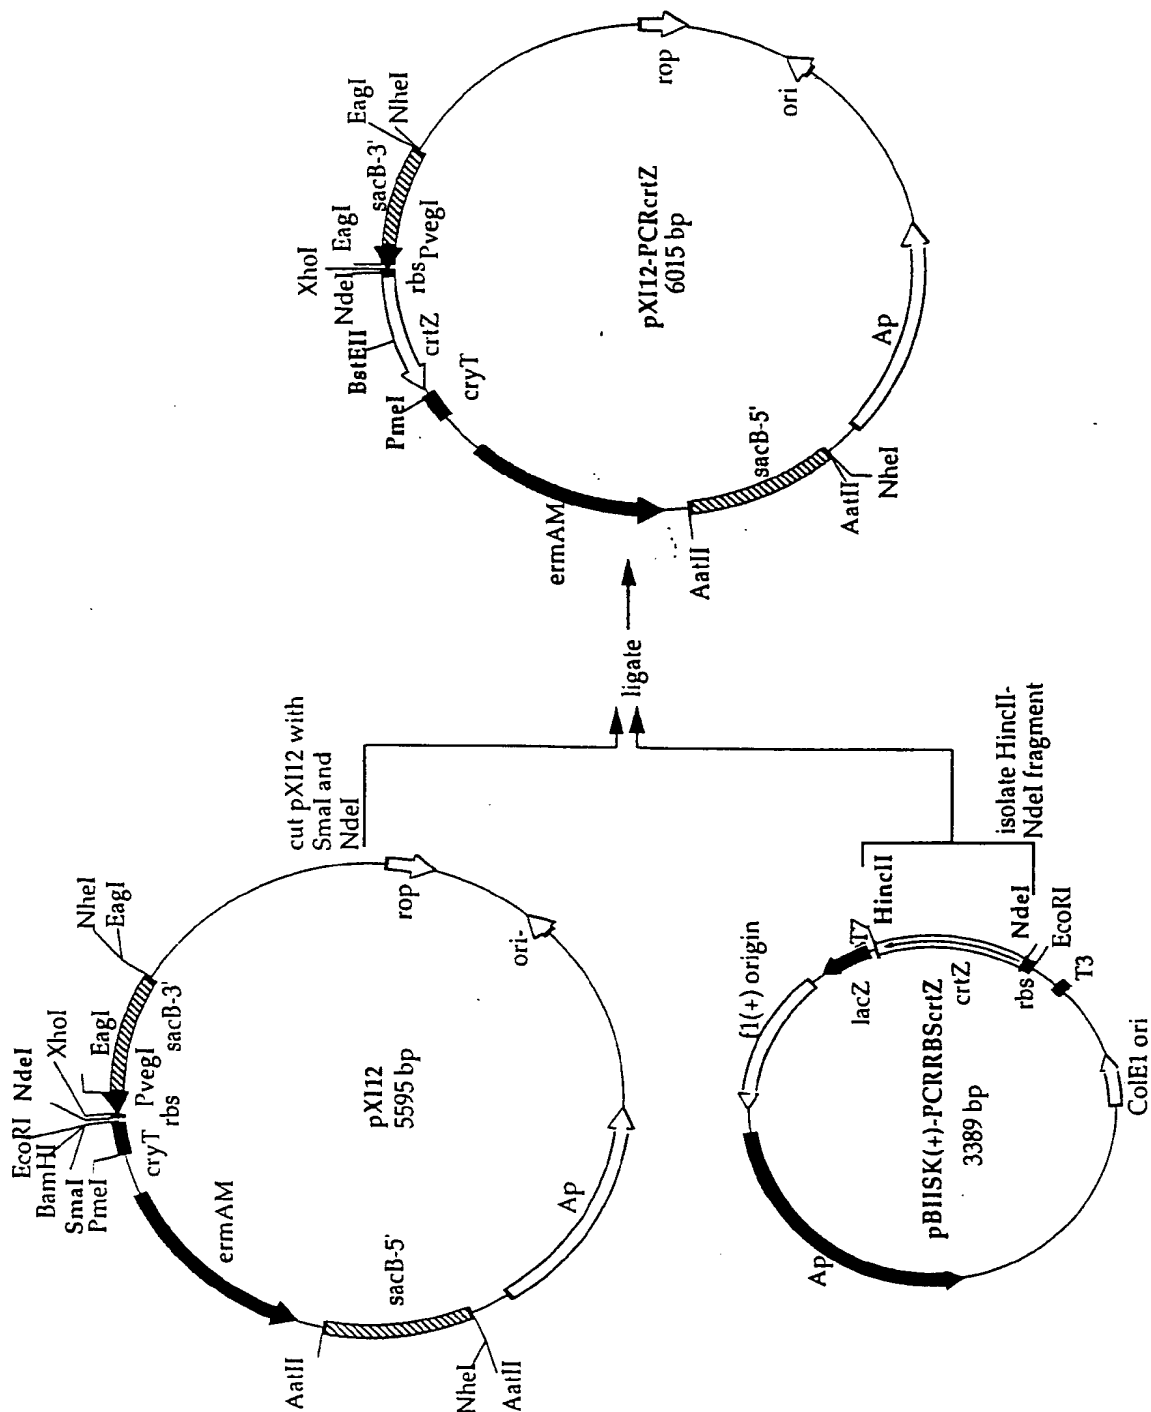 EagI
NheI
sacB-3'
EagI
XhoI
NdeI
rbs
PvegI
BstEII
crtZ
PmeI
cryT
ermAM
AatII
sacB-5'
AatII
NheI
Ap
ori
rop
pXI12-PCRcrtZ
6015 bp
ligate
cut pXI12 with
SmaI and
NdeI
isolate HincII-
NdeI fragment
NheI
EagI
sacB-3'
EagI
XhoI
PvegI
NdeI
rbs
EcoRI
BamHI
cryT
SmaI
PmeI
ermAM
AatII
sacB-5'
NheI
AatII
Ap
ori-
rop
pXI12
5595 bp
HincII
T7
lacZ
f1(+) origin
crtZ
NdeI
EcoRI
rbs
T3
ColE1 ori
Ap
pBIISK(+)-PCRRBScrtZ
3389 bp